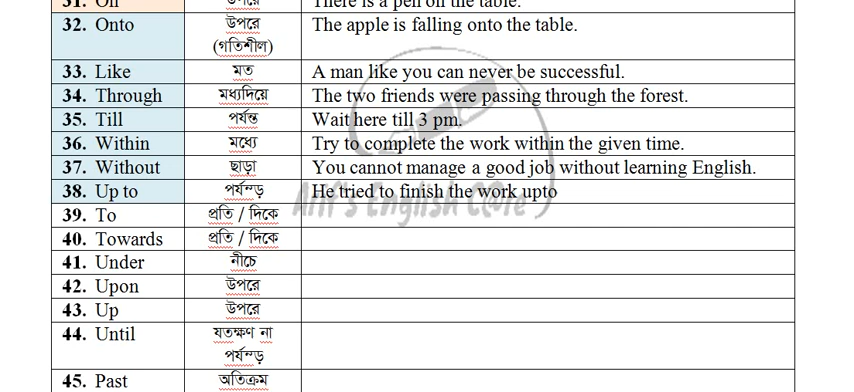 31. On উপরে There is a pen on the table.
32. Onto উপরে The apple is falling onto the table.
(গতিশীল)
33. Like মত A man like you can never be successful.
34. Through মধ্যদিয়ে The two friends were passing through the forest.
35. Till পর্যন্ত Wait here till 3 pm.
36. Within মধ্যে Try to complete the work within the given time.
37. Without ছাড়া You cannot manage a good job without learning English.
38. Up to He tried to finish the work upto
Arif's English C@re
39. To প্রতি / দিকে
40. Towards প্রতি / দিকে
41. Under নীচে
42. Upon উপরে
43. Up উপরে
44. Until যতক্ষণ না
45. Past অতিক্রম